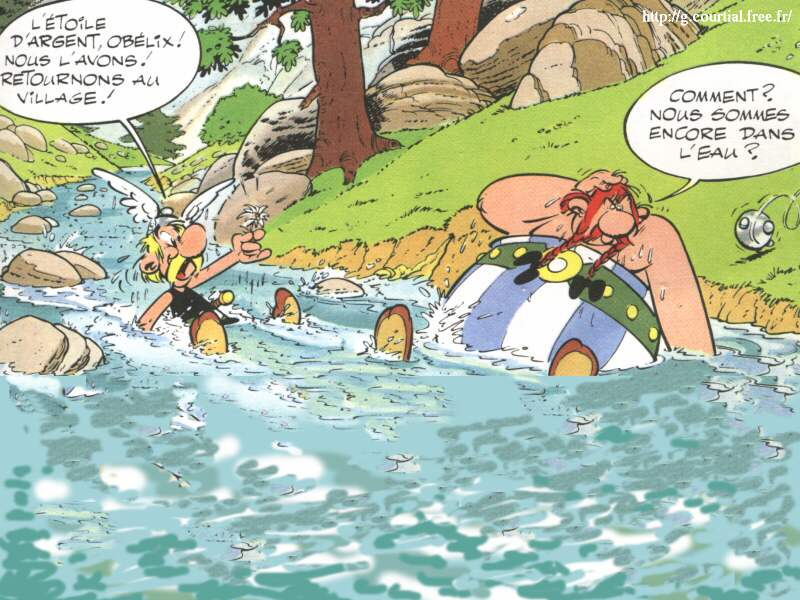 http://g.courtial.free.fr/
L'ÉTOILE
D'ARGENT, OBÉLIX!
NOUS L'AVONS!
RETOURNONS AU
VILLAGE!
COMMENT?
NOUS SOMMES
ENCORE DANS
L'EAU?